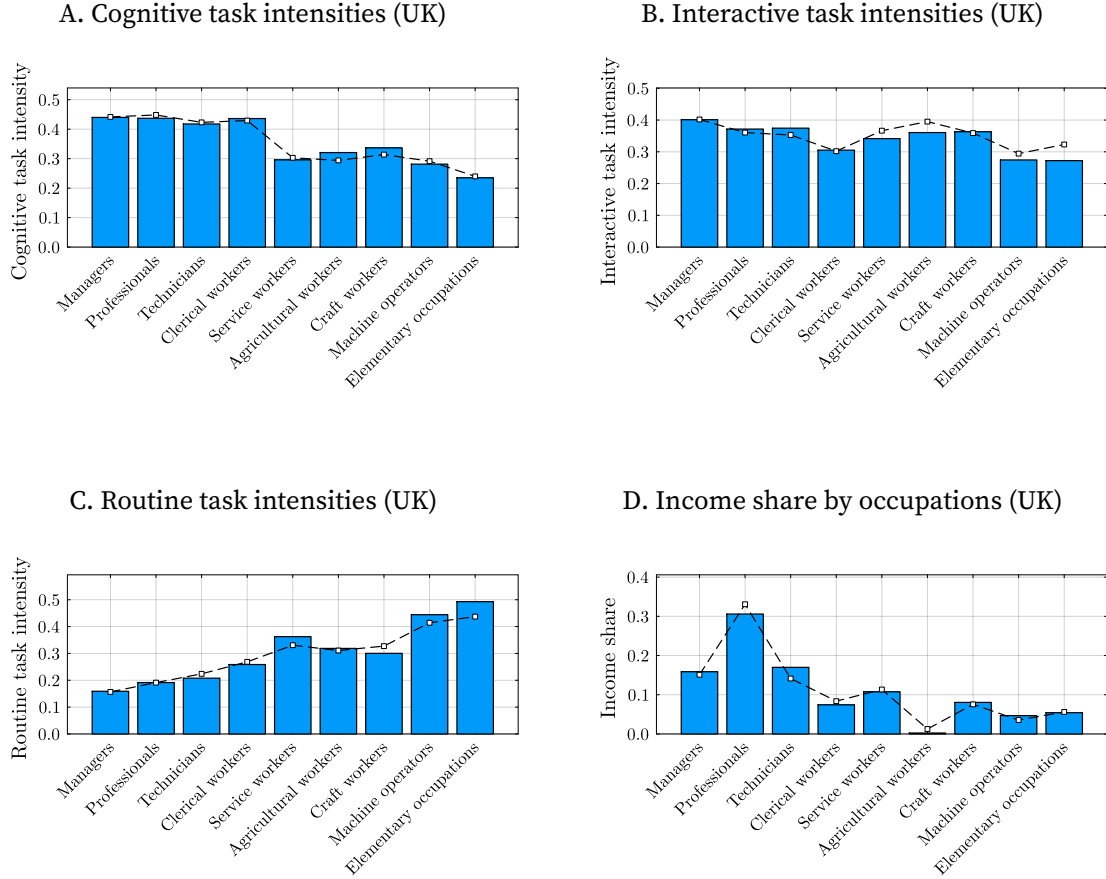 A. Cognitive task intensities (UK)
Cognitive task intensity
0.5
0.4
0.3
0.2
0.1
0.0
Managers
Professionals
Technicians
Clerical workers
Service workers
Agricultural workers
Craft workers
Machine operators
Elementary occupations
B. Interactive task intensities (UK)
Interactive task intensity
0.5
0.4
0.3
0.2
0.1
0.0
Managers
Professionals
Technicians
Clerical workers
Service workers
Agricultural workers
Craft workers
Machine operators
Elementary occupations
C. Routine task intensities (UK)
Routine task intensity
0.5
0.4
0.3
0.2
0.1
0.0
Managers
Professionals
Technicians
Clerical workers
Service workers
Agricultural workers
Craft workers
Machine operators
Elementary occupations
D. Income share by occupations (UK)
Income share
0.4
0.3
0.2
0.1
0.0
Managers
Professionals
Technicians
Clerical workers
Service workers
Agricultural workers
Craft workers
Machine operators
Elementary occupations